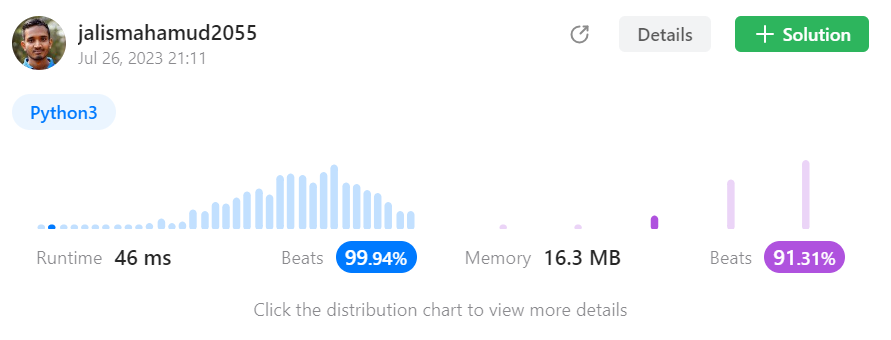 jalismahamud2055
Jul 26, 2023 21:11
Details
+ Solution
Python3
Runtime 46 ms Beats 99.94% Memory 16.3 MB Beats 91.31%
Click the distribution chart to view more details